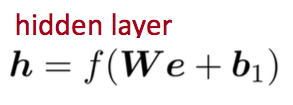 hidden layer
h = f(We + b₁)